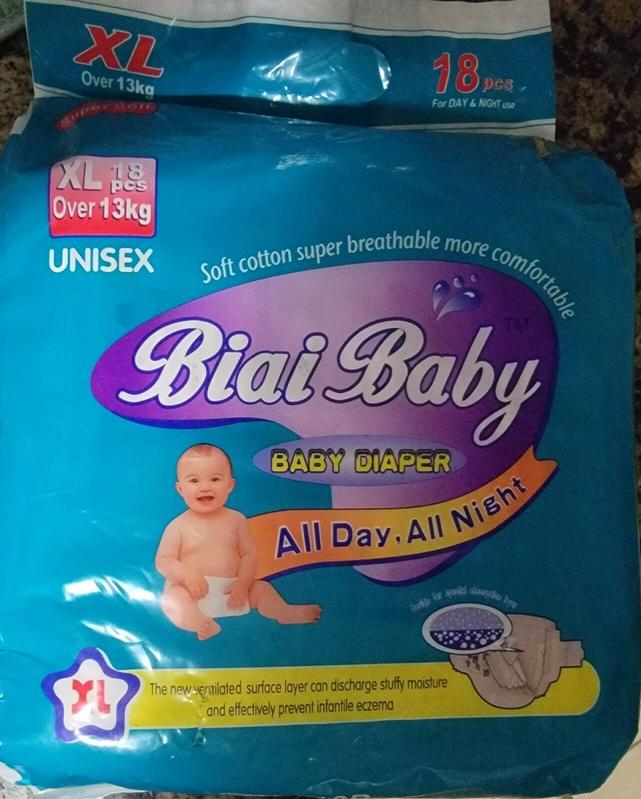 XL
Over 13kg
18 pcs
For DAY & NIGHT use
Super Soft
XL 18 pcs
Over 13kg
UNISEX
Soft cotton super breathable more comfortable
TM
Biai Baby
BABY DIAPER
All Day, All Night
XL
The new ventilated surface layer can discharge stuffy moisture
and effectively prevent infantile eczema